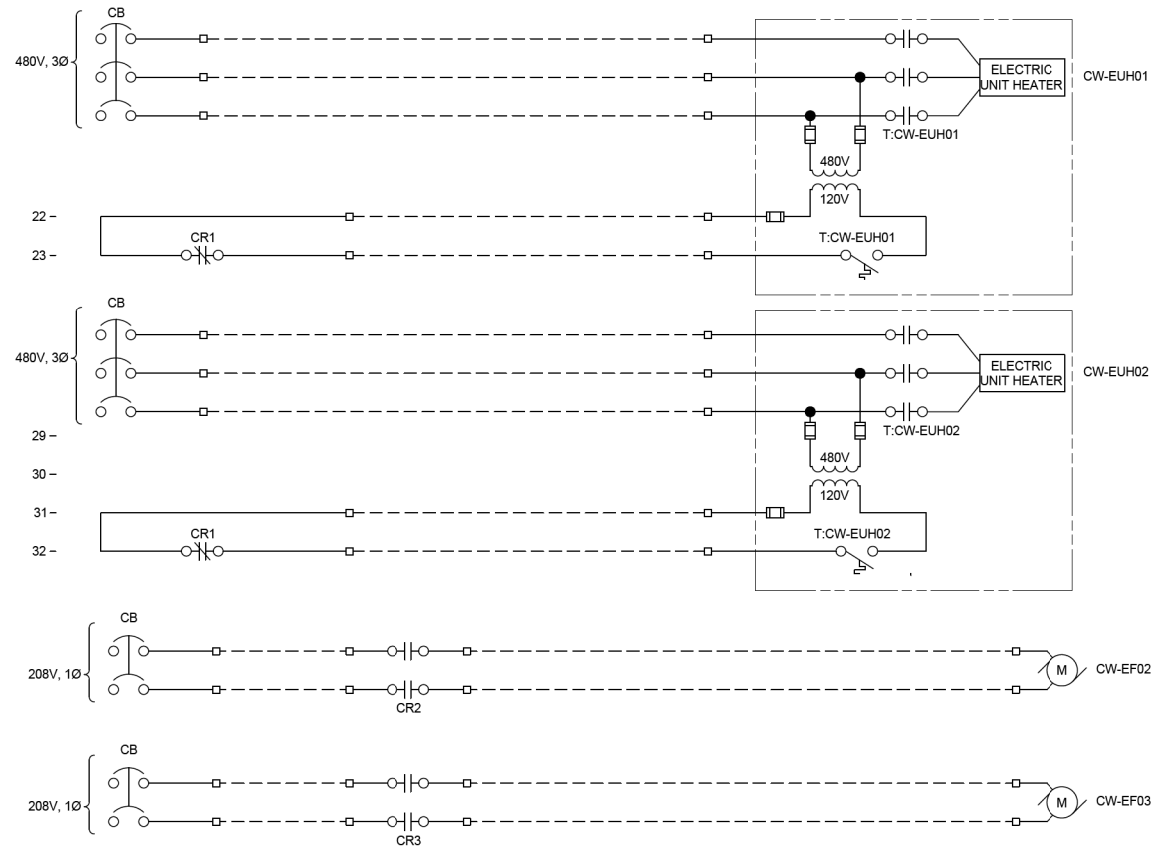 CB
480V, 3Ø
ELECTRIC
UNIT HEATER
CW-EUH01
T:CW-EUH01
480V
120V
22 –
CR1
T:CW-EUH01
23 –
CB
480V, 3Ø
ELECTRIC
UNIT HEATER
CW-EUH02
T:CW-EUH02
29 –
480V
30 –
120V
31 –
CR1
T:CW-EUH02
32 –
CB
208V, 1Ø
M
CW-EF02
CR2
CB
208V, 1Ø
M
CW-EF03
CR3